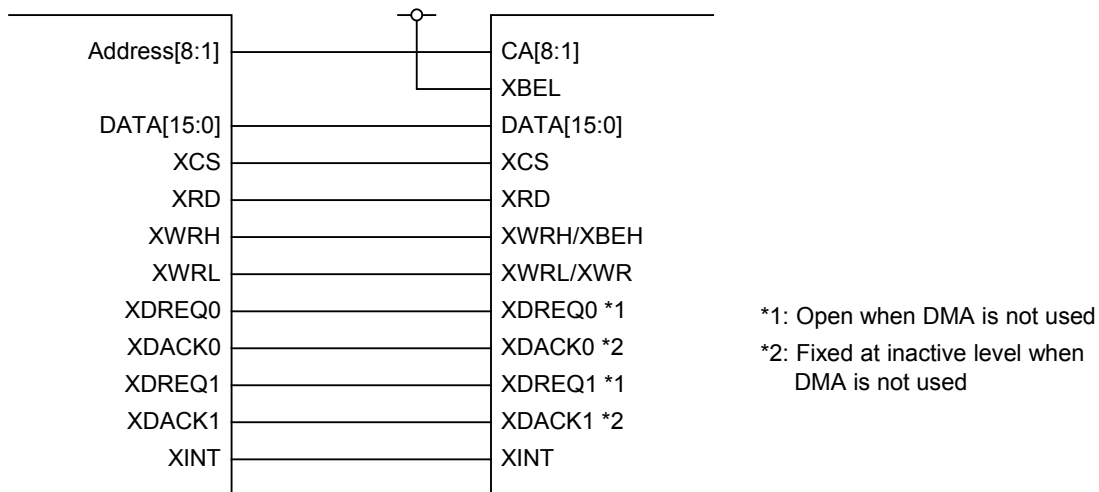 Address[8:1] CA[8:1]
XBEL
DATA[15:0] DATA[15:0]
XCS XCS
XRD XRD
XWRH XWRH/XBEH
XWRL XWRL/XWR
XDREQ0 XDREQ0 *1
XDACK0 XDACK0 *2
XDREQ1 XDREQ1 *1
XDACK1 XDACK1 *2
XINT XINT
*1: Open when DMA is not used
*2: Fixed at inactive level when
DMA is not used